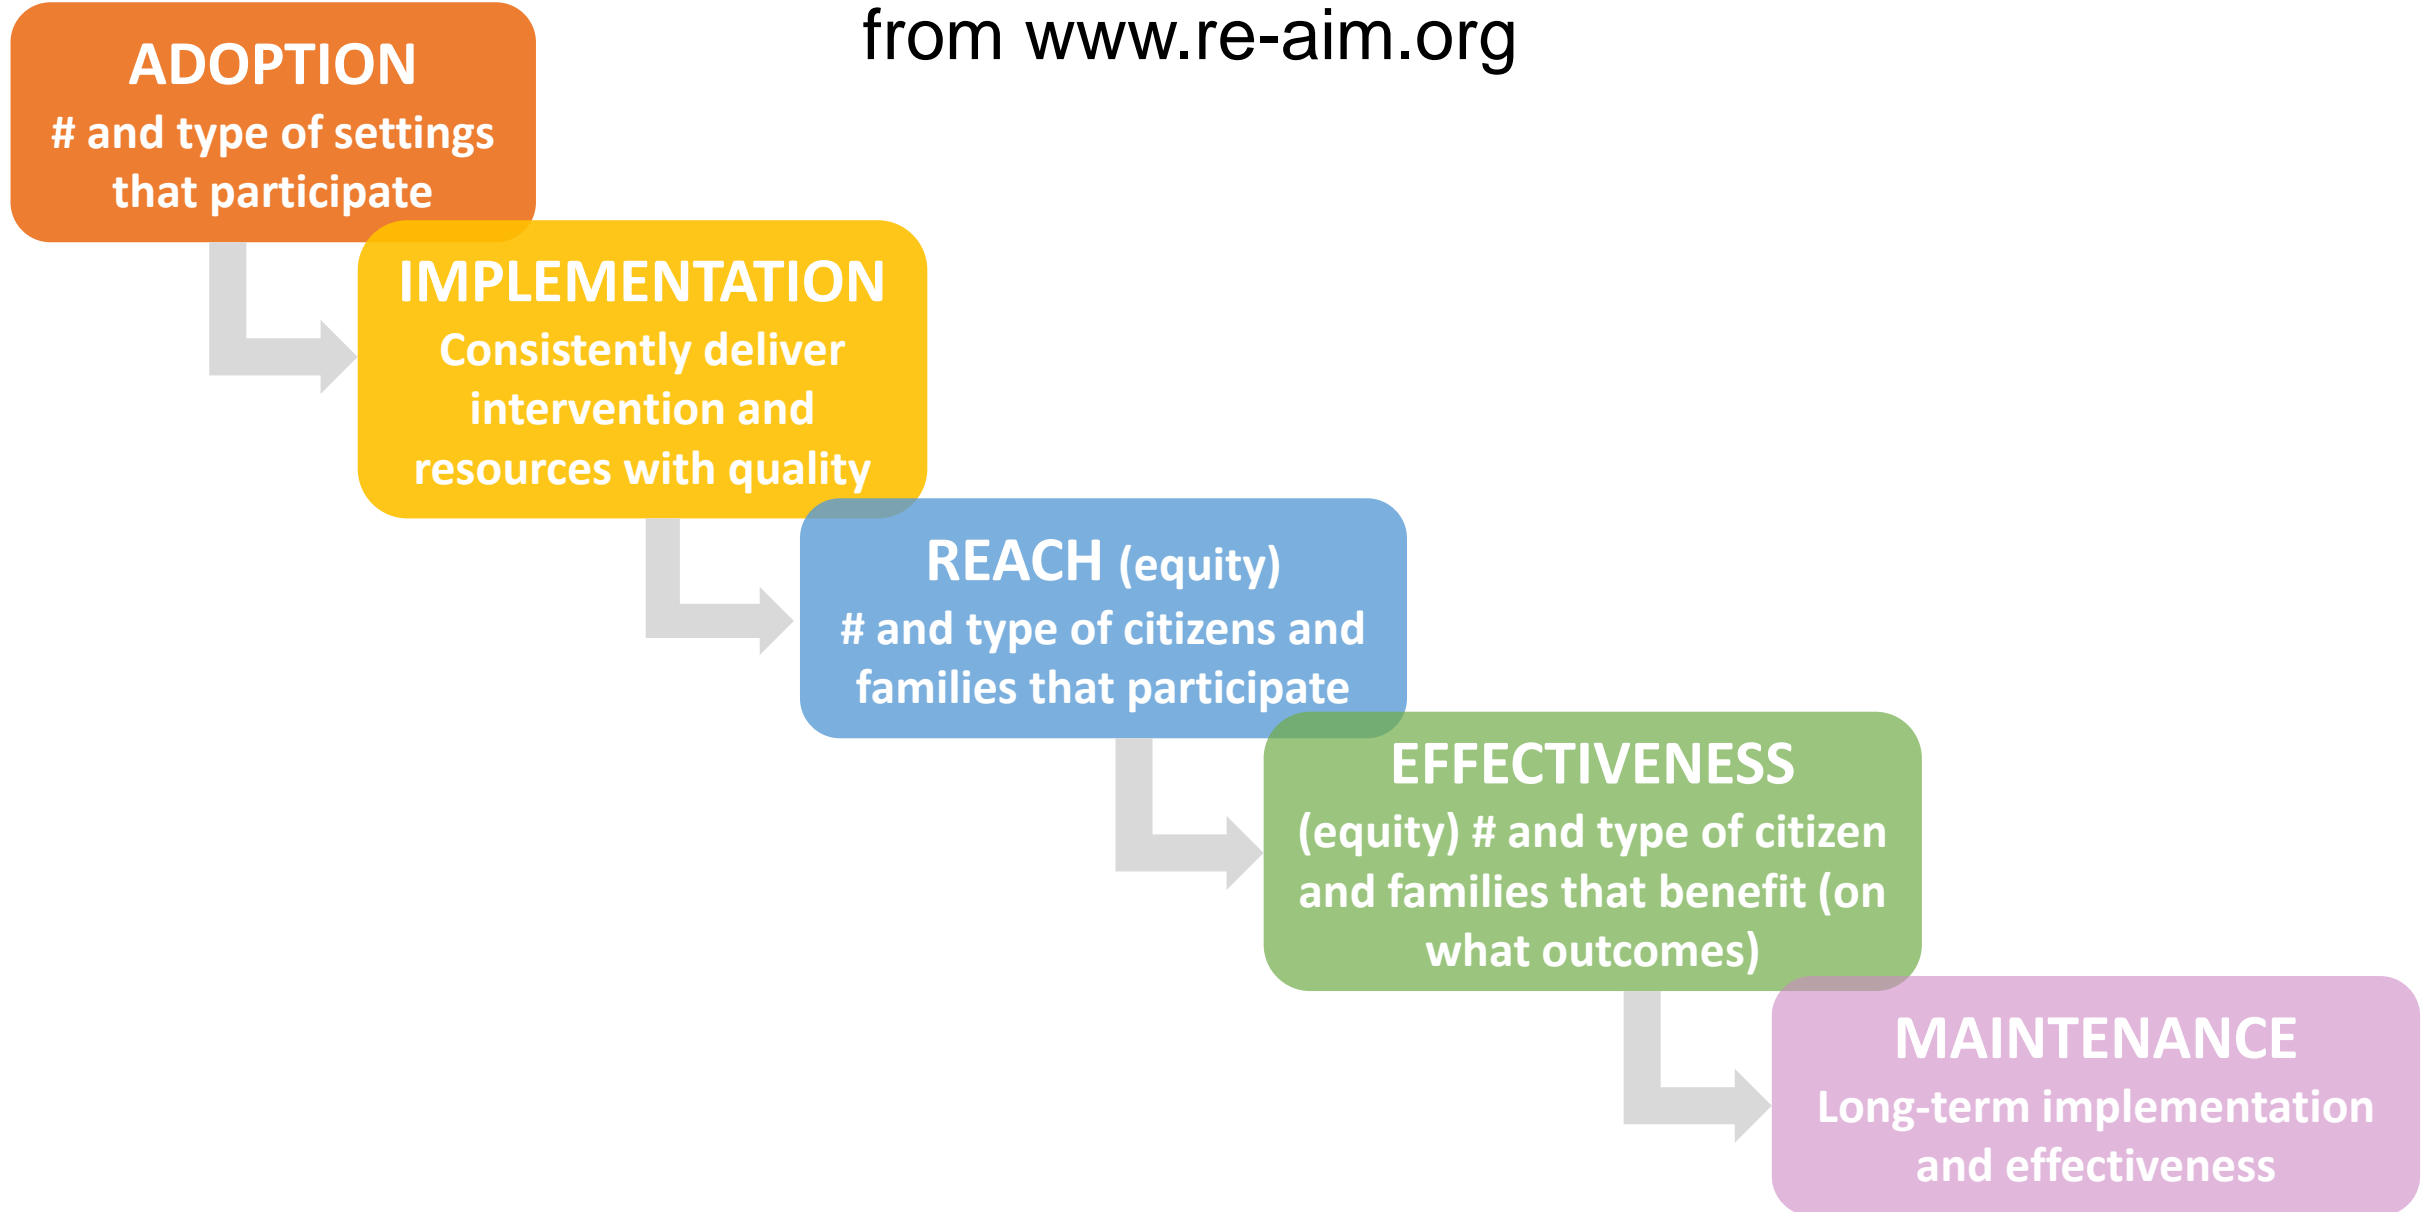 from www.re-aim.org
ADOPTION
# and type of settings
that participate
IMPLEMENTATION
Consistently deliver
intervention and
resources with quality
REACH (equity)
# and type of citizens and
families that participate
EFFECTIVENESS
(equity) # and type of citizen
and families that benefit (on
what outcomes)
MAINTENANCE
Long-term implementation
and effectiveness